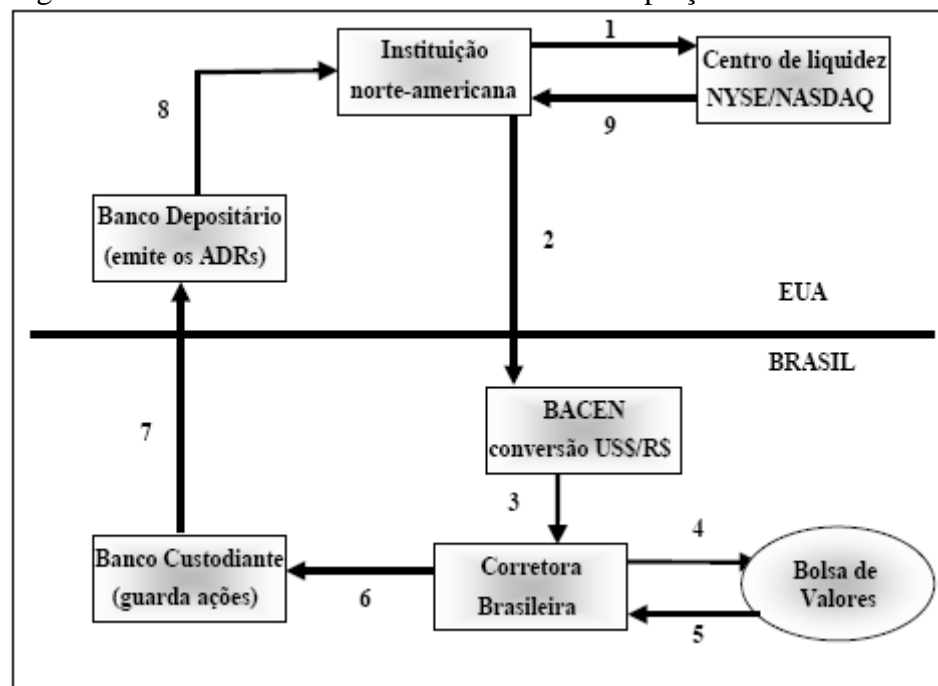 1
Instituição
norte-americana
Centro de liquidez
NYSE/NASDAQ
8
9
Banco Depositário
(emite os ADRs)
2
EUA
BRASIL
BACEN
conversão US$/R$
7
3
4
Banco Custodiante
(guarda ações)
Corretora
Brasileira
Bolsa de
Valores
6
5